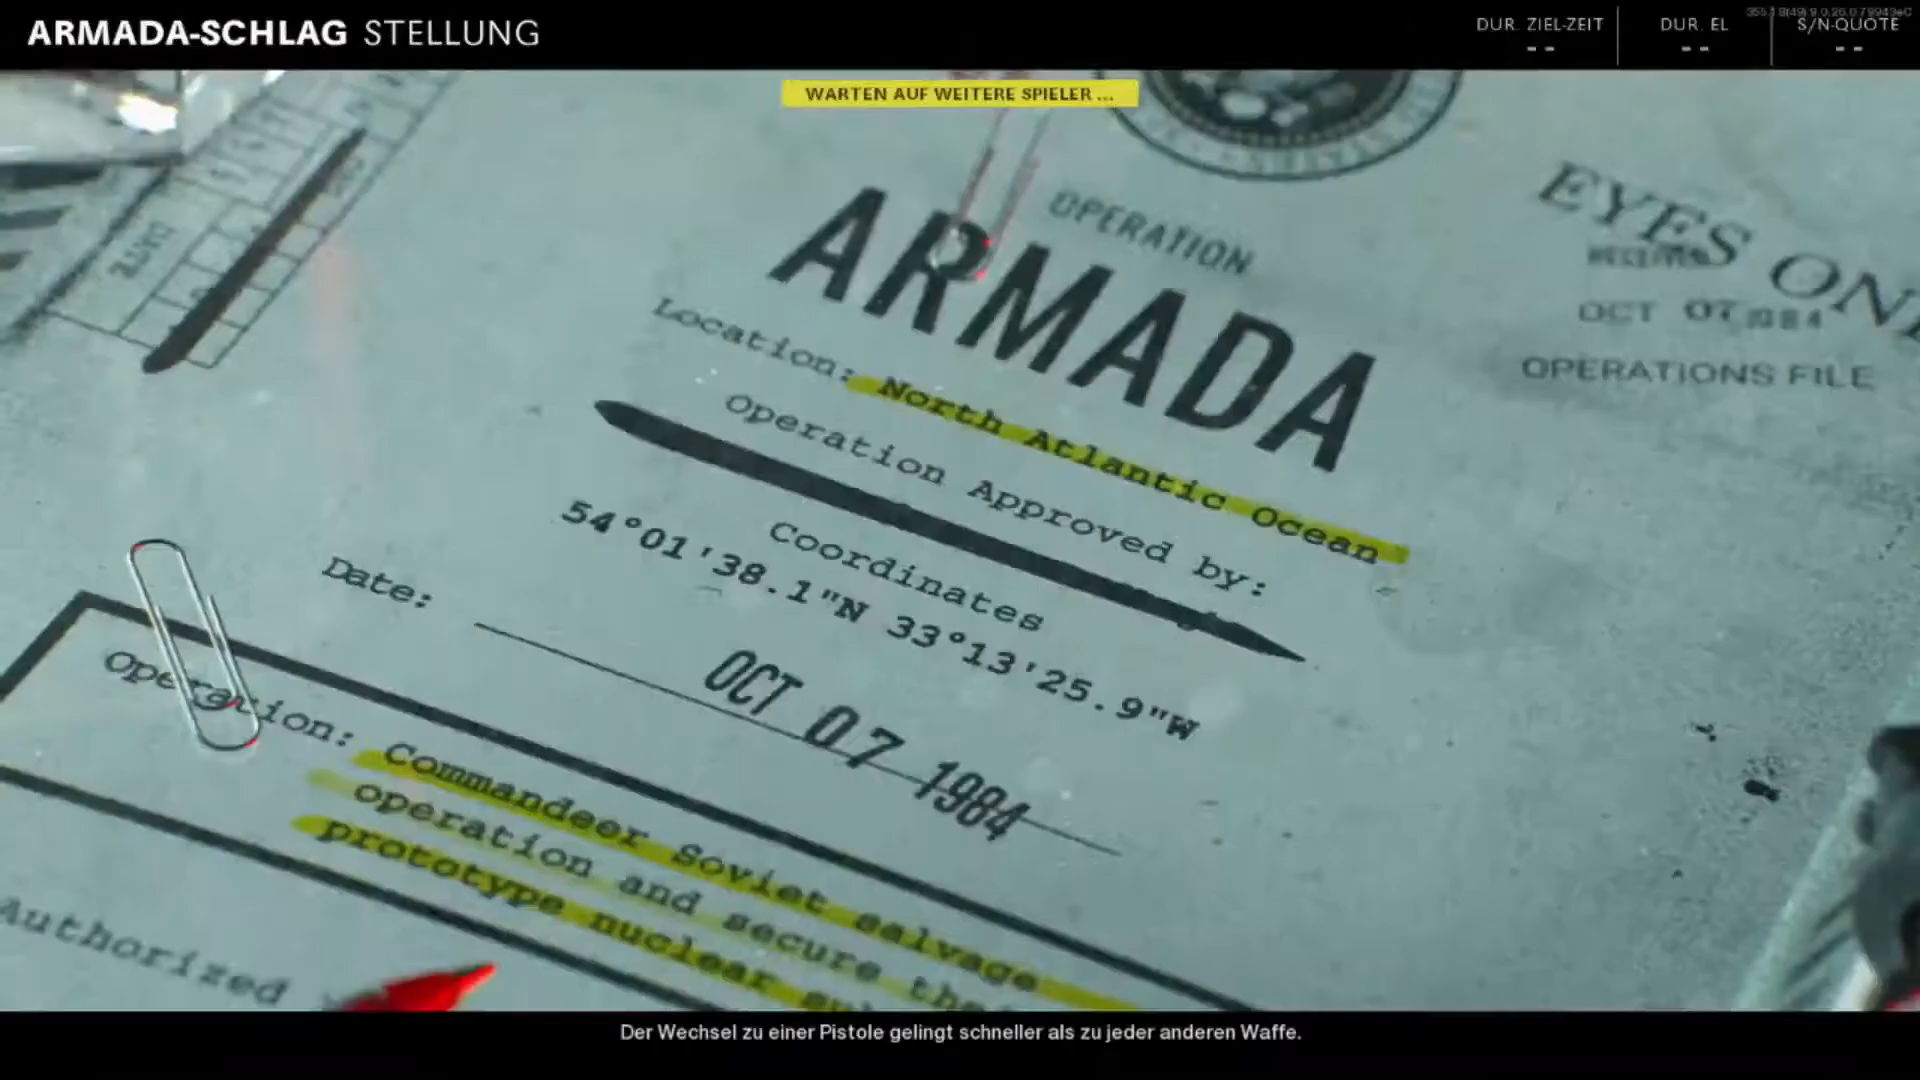 ARMADA-SCHLAG STELLUNG
DUR. ZIEL-ZEIT
--
DUR. EL
--
S/N-QUOTE
--
WARTEN AUF WEITERE SPIELER ...
OPERATION
ARMADA
Location: North Atlantic Ocean
Operation Approved by:
Coordinates
54°01'38.1"N 33°13'25.9"W
Date:
OCT 07 1984
Operation: Commandeer Soviet salvage
operation and secure the
prototype nuclear
Authorized
EYES
RECEIVED
OCT 07 1984
OPERATIONS FILE
Der Wechsel zu einer Pistole gelingt schneller als zu jeder anderen Waffe.